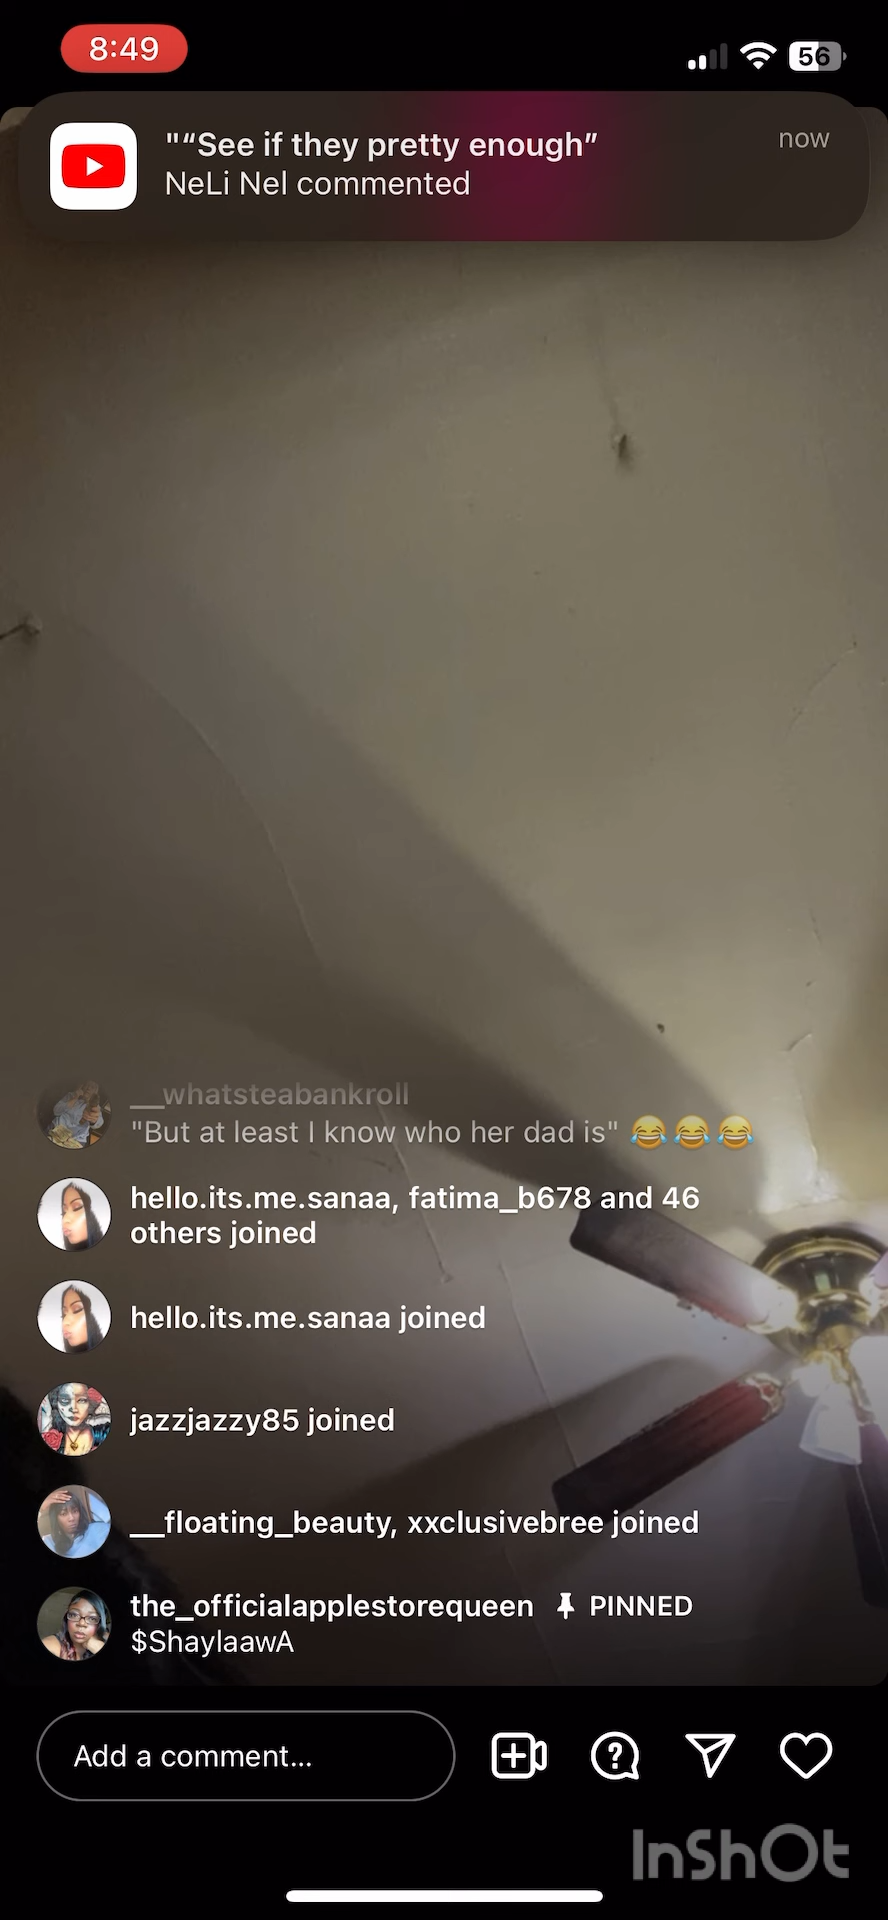 8:49
56
"“See if they pretty enough”
now
NeLi Nel commented
__whatsteabankroll
"But at least I know who her dad is" 😂😂😂
hello.its.me.sanaa, fatima_b678 and 46
others joined
hello.its.me.sanaa joined
jazzjazzy85 joined
__floating_beauty, xxclusivebree joined
the_officialapplestorequeen PINNED
$ShaylaawA
Add a comment...
InShOt